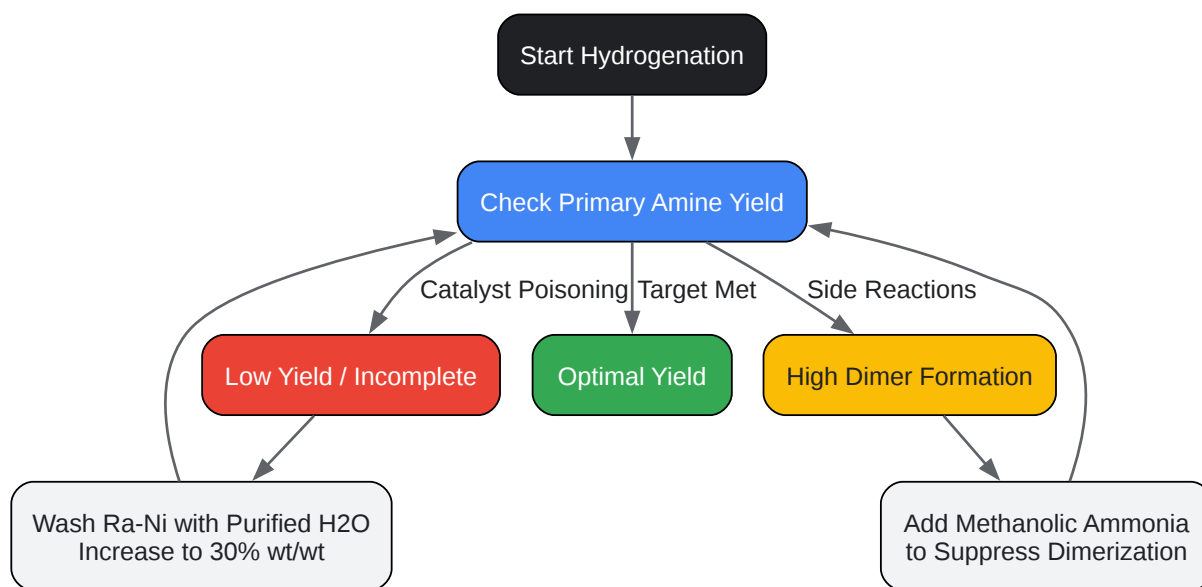 Start Hydrogenation
Check Primary Amine Yield
Catalyst Poisoning
Target Met
Side Reactions
Low Yield / Incomplete
Optimal Yield
High Dimer Formation
Wash Ra-Ni with Purified H2O
Increase to 30% wt/wt
Add Methanolic Ammonia
to Suppress Dimerization